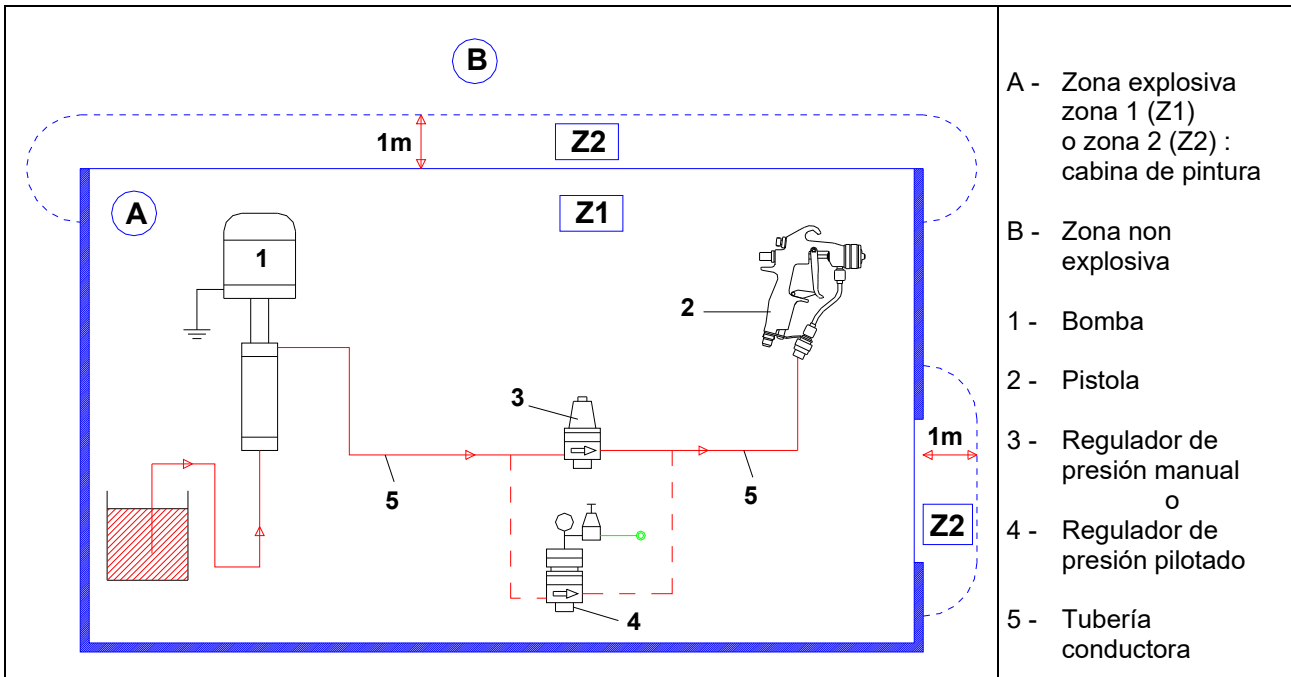 B
1m
Z2
A
Z1
1
2
3
5
5
4
1m
Z2
A - Zona explosiva
zona 1 (Z1)
o zona 2 (Z2) :
cabina de pintura
B - Zona non
explosiva
1 - Bomba
2 - Pistola
3 - Regulador de
presión manual
o
4 - Regulador de
presión pilotado
5 - Tubería
conductora